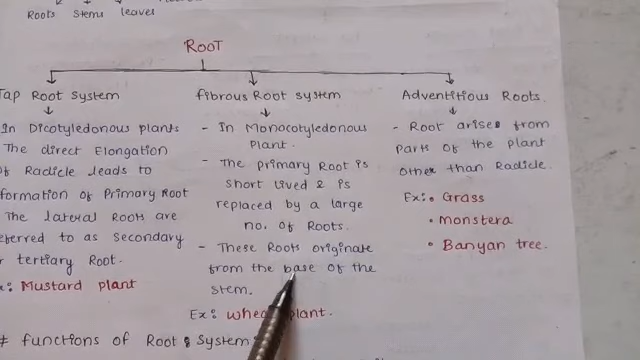 Roots Stems leaves
ROOT
Tap Root System
In Dicotyledonous plants
The direct Elongation
of Radicle leads to
formation of Primary Root
The lateral Roots are
referred to as Secondary
tertiary Root.
Mustard plant
fibrous Root system
- In Monocotyledonous
Plant.
- The primary Root is
short lived & is
replaced by a large
no. of Roots.
- These Roots originate
from the base of the
stem.
Ex: plant.
Adventitious Roots.
- Root arises from
parts of the plant
other than Radicle.
Ex: • Grass
• monstera
• Banyan tree.
# functions of Root System: